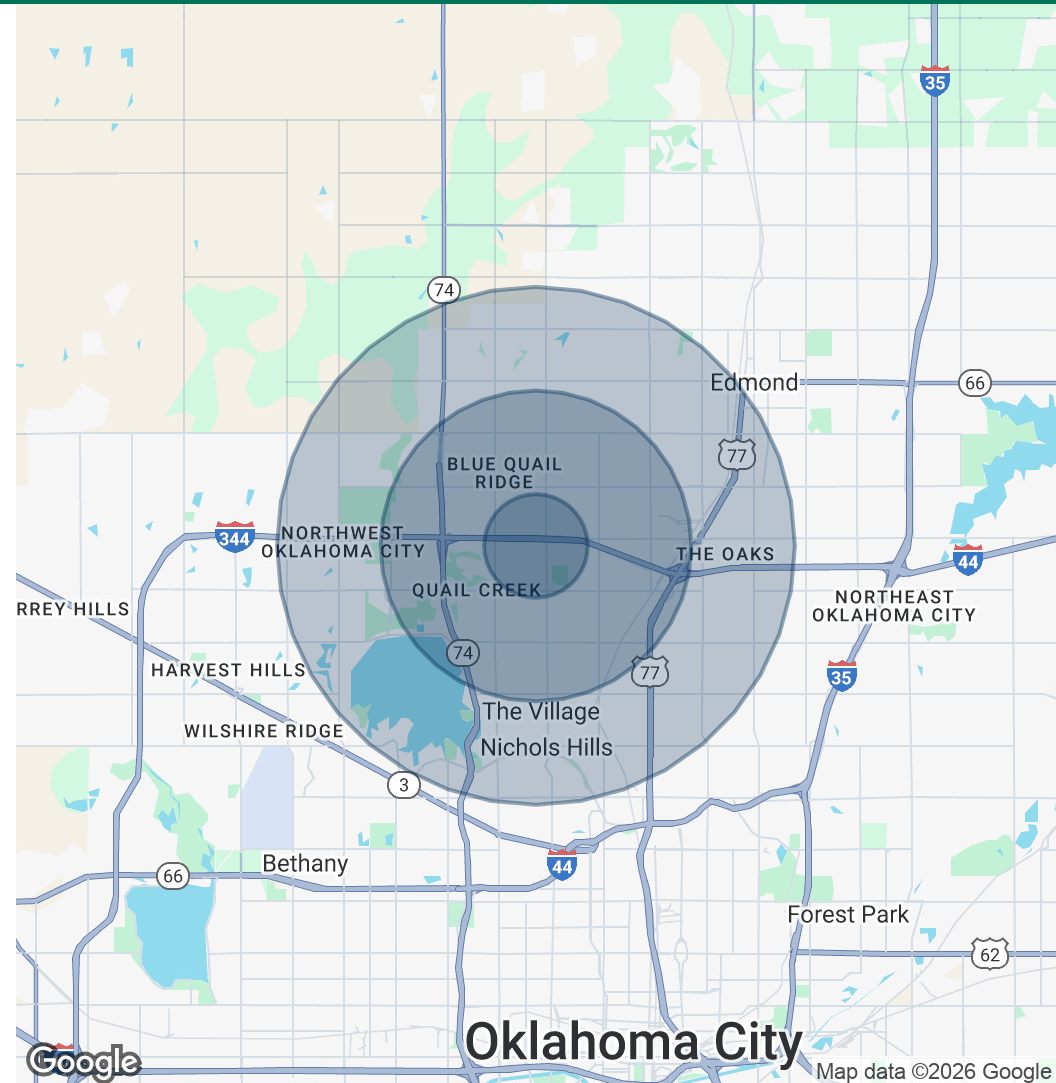 35
74
Edmond
66
77
BLUE QUAIL
RIDGE
344
NORTHWEST
OKLAHOMA CITY
THE OAKS
44
QUAIL CREEK
NORTHEAST
OKLAHOMA CITY
RREY HILLS
74
77
35
HARVEST HILLS
The Village
WILSHIRE RIDGE
Nichols Hills
3
Bethany
44
66
Forest Park
62
Oklahoma City
Google
Map data ©2026 Google